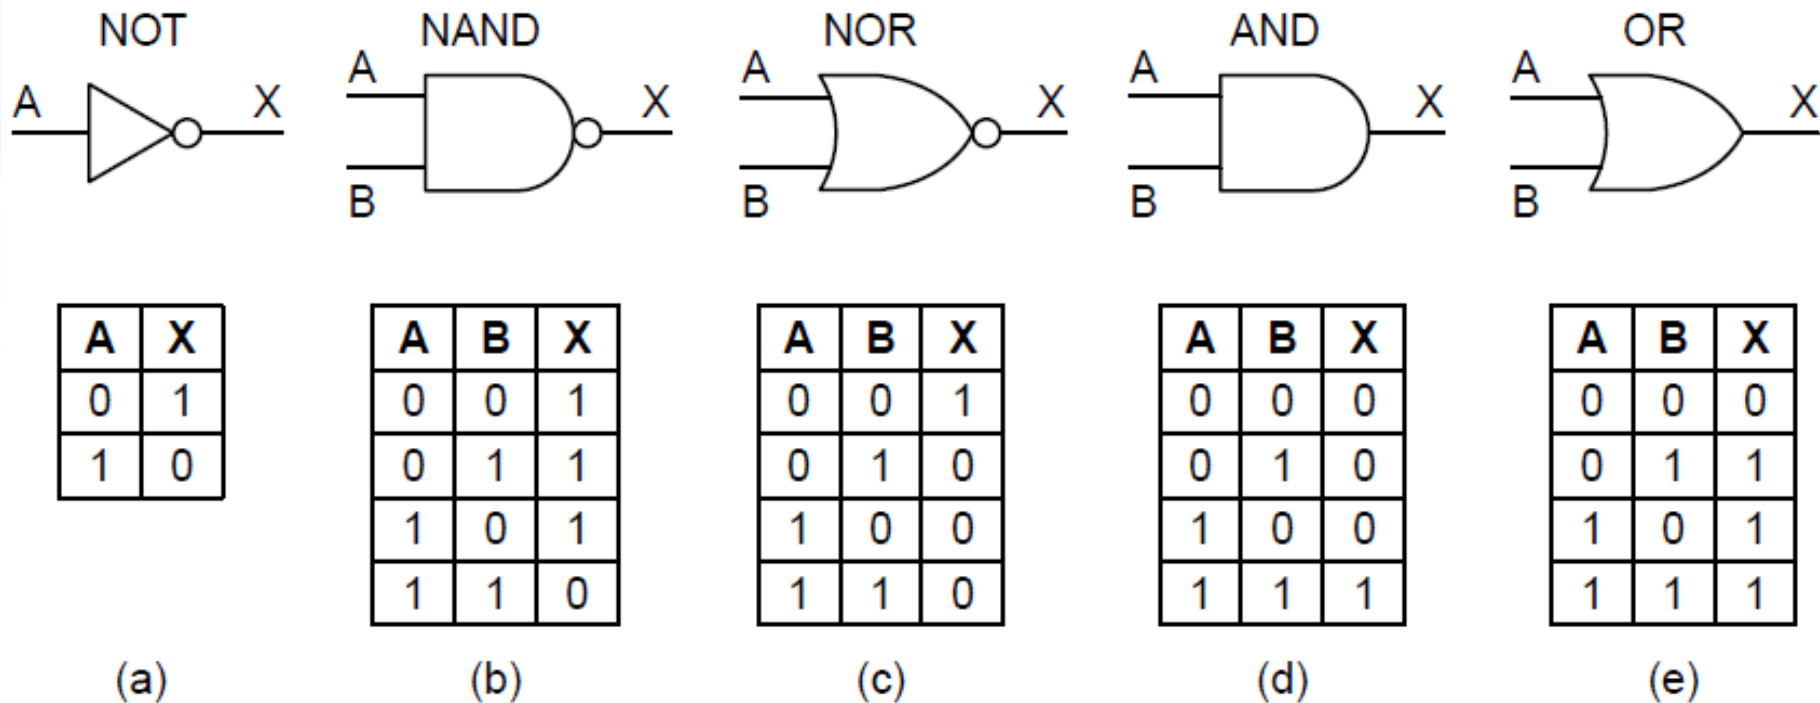 NOT NAND NOR AND OR
A X A B X A B X A B X A B X
A X A B X A B X A B X A B X
0 1 0 0 1 0 0 1 0 0 0 0 0 0
1 0 0 1 1 0 1 0 0 1 0 0 1 1
1 0 1 1 0 0 1 0 0 1 0 1
1 1 0 1 1 0 1 1 1 1 1 1
(a) (b) (c) (d) (e)